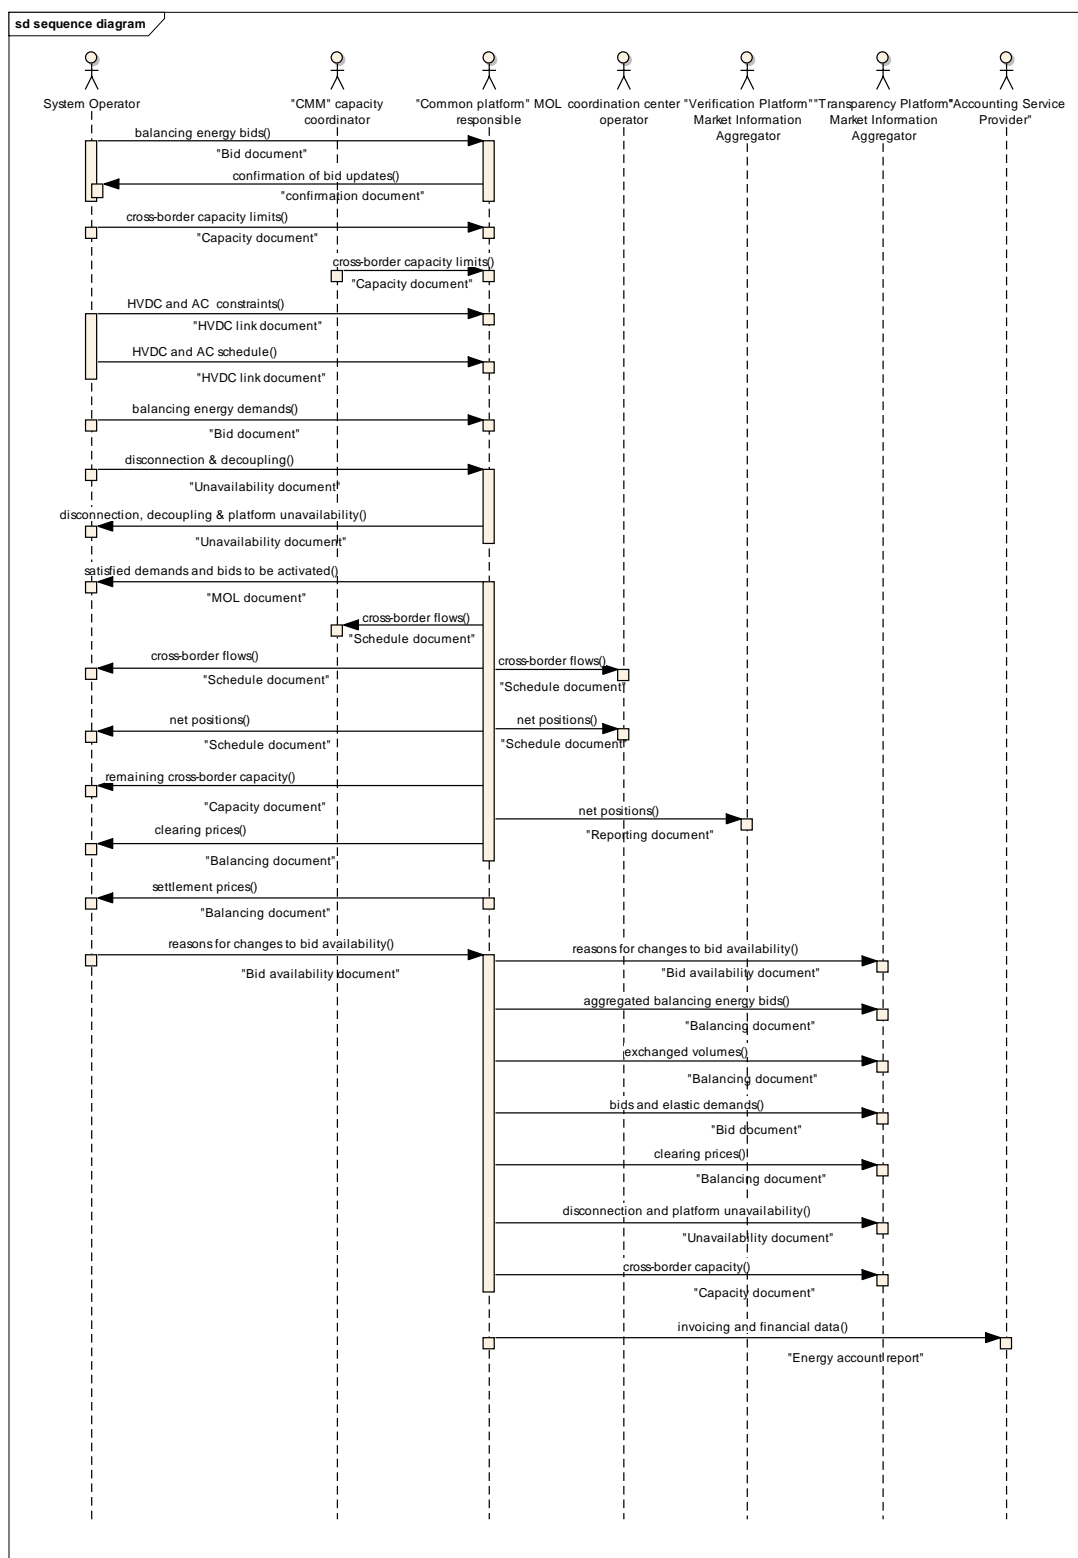 sd sequence diagram
System Operator
"CMM" capacity
coordinator
"Common platform"
responsible
MOL coordination center
operator
"Verification Platform"
Market Information
Aggregator
"Transparency Platform"
Market Information
Aggregator
"Accounting Service
Provider"
balancing energy bids()
"Bid document"
confirmation of bid updates()
"confirmation document"
cross-border capacity limits()
"Capacity document"
cross-border capacity limits()
"Capacity document"
HVDC and AC constraints()
"HVDC link document"
HVDC and AC schedule()
"HVDC link document"
balancing energy demands()
"Bid document"
disconnection & decoupling()
"Unavailability document"
disconnection, decoupling & platform unavailability()
"Unavailability document"
satisfied demands and bids to be activated()
"MOL document"
cross-border flows()
"Schedule document"
cross-border flows()
"Schedule document"
cross-border flows()
"Schedule document"
net positions()
"Schedule document"
net positions()
"Schedule document"
remaining cross-border capacity()
"Capacity document"
net positions()
"Reporting document"
clearing prices()
"Balancing document"
settlement prices()
"Balancing document"
reasons for changes to bid availability()
"Bid availability document"
reasons for changes to bid availability()
"Bid availability document"
aggregated balancing energy bids()
"Balancing document"
exchanged volumes()
"Balancing document"
bids and elastic demands()
"Bid document"
clearing prices()
"Balancing document"
disconnection and platform unavailability()
"Unavailability document"
cross-border capacity()
"Capacity document"
invoicing and financial data()
"Energy account report"